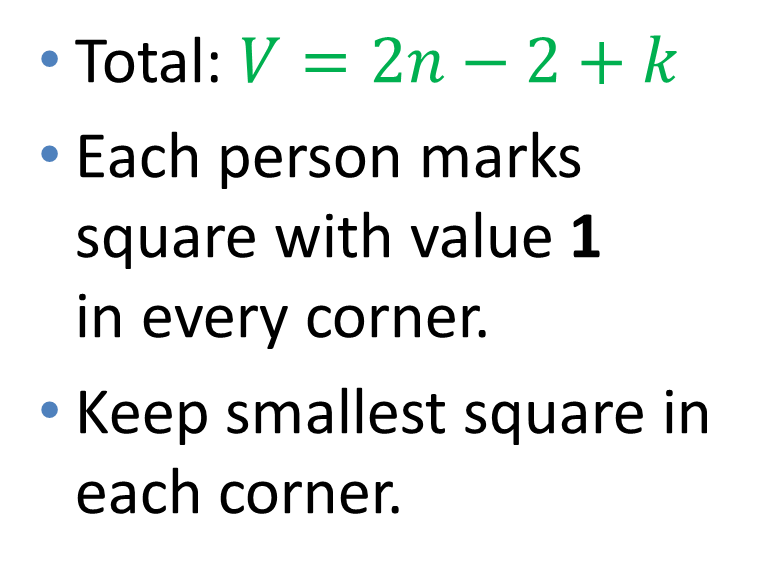 • Total: V = 2n − 2 + k
• Each person marks
square with value 1
in every corner.
• Keep smallest square in
each corner.